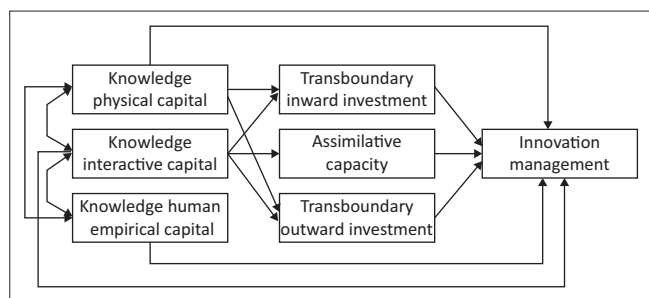 Knowledge
physical capital
Transboundary
inward investment
Knowledge
interactive capital
Assimilative
capacity
Innovation
management
Knowledge human
empirical capital
Transboundary
outward investment